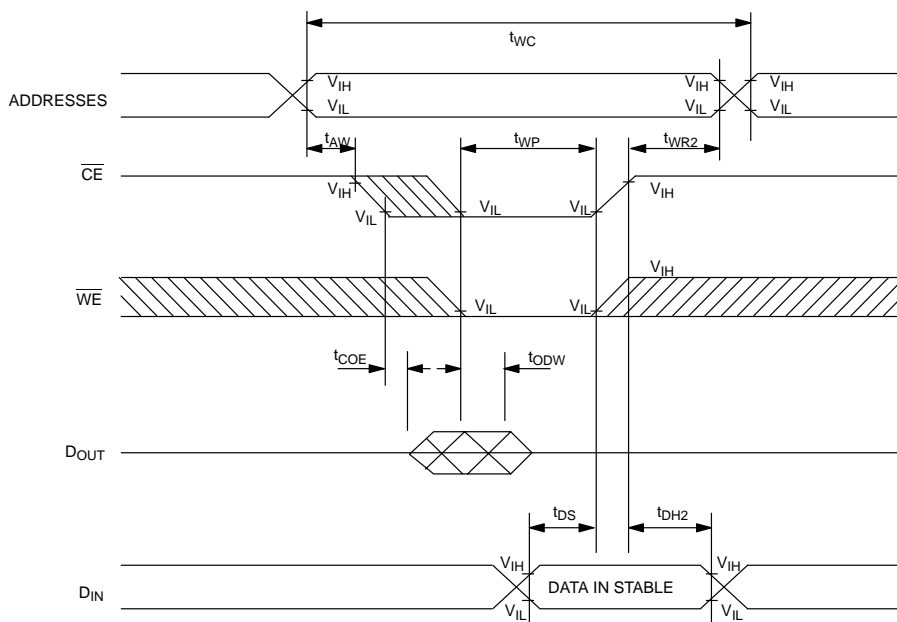 tWC
ADDRESSES
VIH VIH VIH
VIL VIL VIL
tAW tWP tWR2
CE
VIH VIH
VIL VIL VIL
WE
VIH
VIL VIL
tCOE tODW
DOUT
tDS tDH2
DIN
VIH DATA IN STABLE VIH
VIL VIL